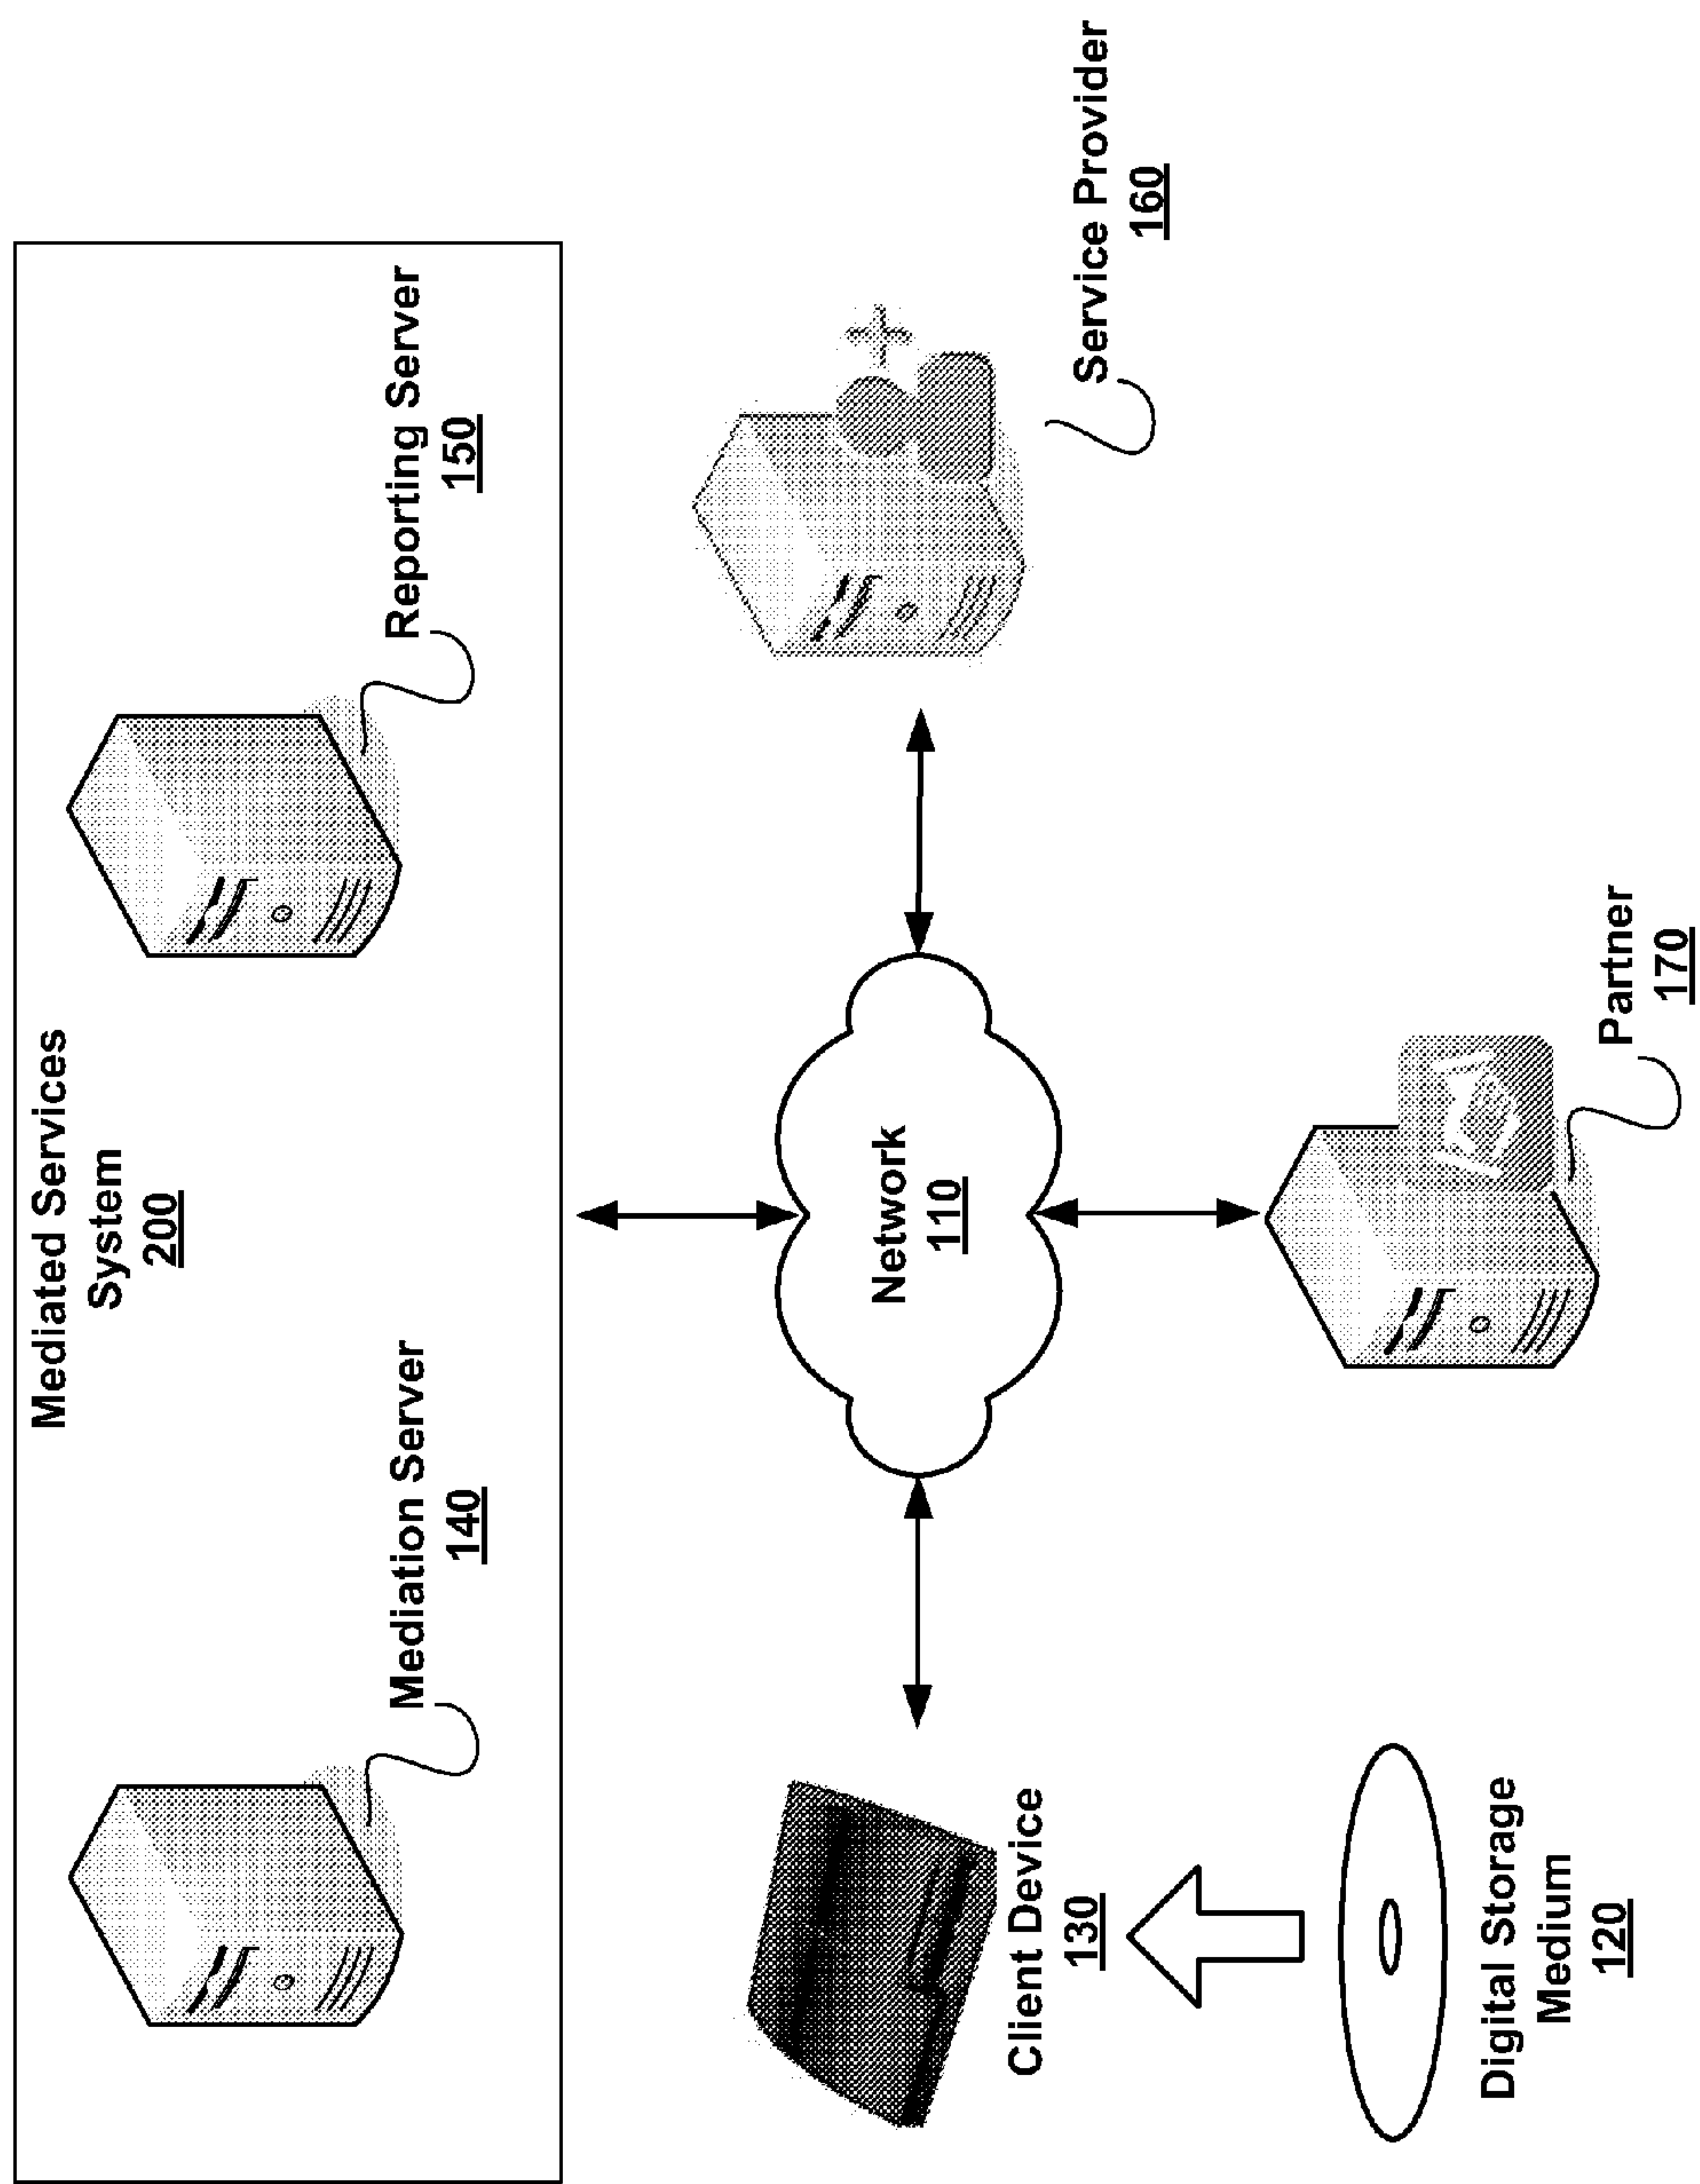 Mediated Services
System
200
Mediation Server
140
Reporting Server
150
Network
110
Client Device
130
Service Provider
160
Digital Storage
Medium
120
Partner
170